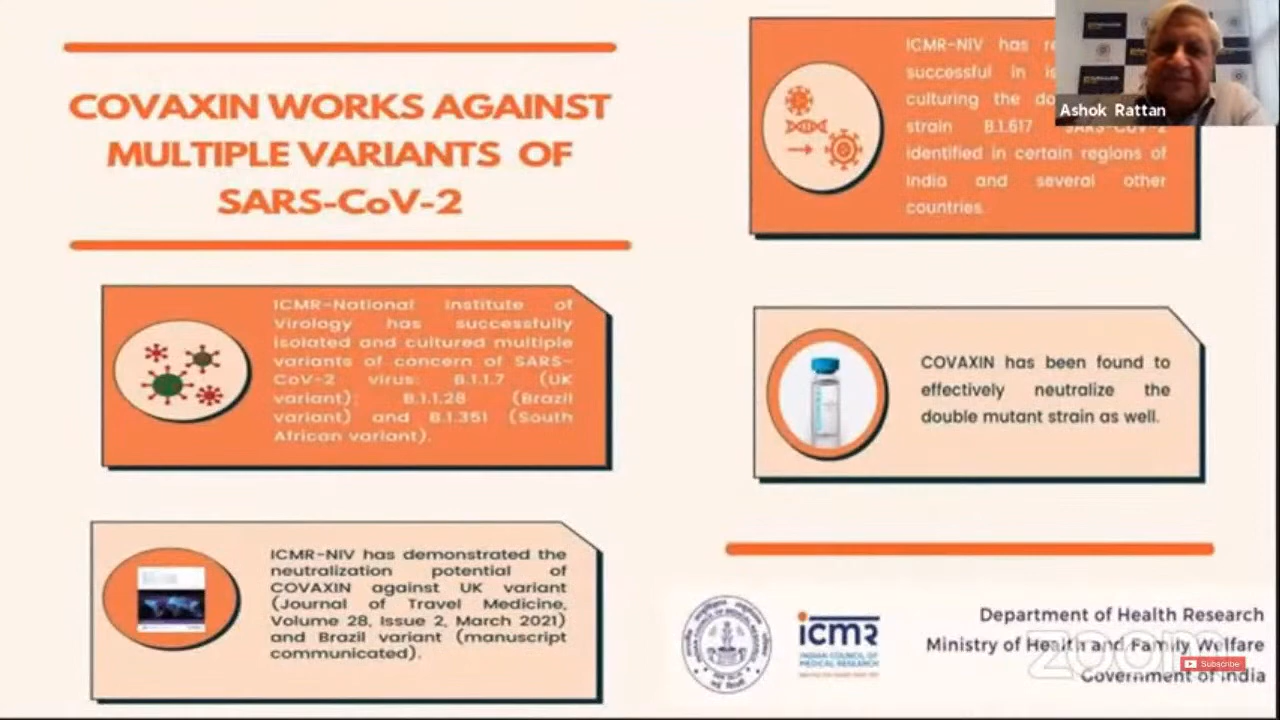 COVAXIN WORKS AGAINST
MULTIPLE VARIANTS OF
SARS-CoV-2
ICMR-National Institute of
Virology has successfully
isolated and cultured multiple
variants of concern of SARS-
CoV-2 virus: B.1.1.7 (UK
variant); B.1.1.28 (Brazil
variant) and B.1.351 (South
African variant).
ICMR-NIV has demonstrated the
neutralization potential of
COVAXIN against UK variant
(Journal of Travel Medicine,
Volume 28, Issue 2, March 2021)
and Brazil variant (manuscript
communicated).
ICMR-NIV has
successful in
culturing the
strain B.1.617 SARS-CoV-2
identified in certain regions of
India and several other
countries.
Ashok Rattan
COVAXIN has been found to
effectively neutralize the
double mutant strain as well.
icmr
INDIAN COUNCIL OF
MEDICAL RESEARCH
Department of Health Research
Ministry of Health and Family Welfare
Government of India
zoom
Subscribe